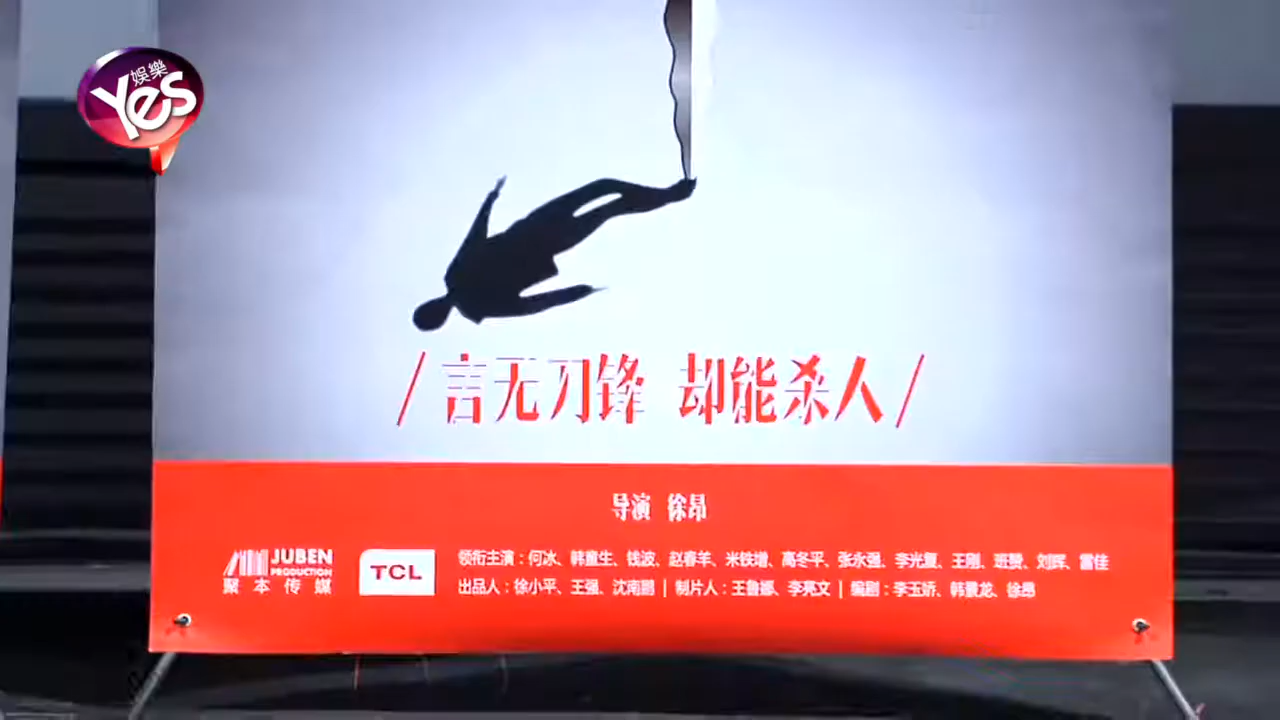 娛樂
Yes
/言无刀锋 却能杀人/
导演 徐昂
JUBEN
PRODUCTION
聚本传媒
TCL
领衔主演：何冰、韩童生、钱波、赵春羊、米铁增、高冬平、张永强、李光复、王刚、班赞、刘晖、雷佳
出品人：徐小平、王强、沈南鹏 | 制片人：王鲁娜、李亮文 | 编剧：李玉娇、韩景龙、徐昂